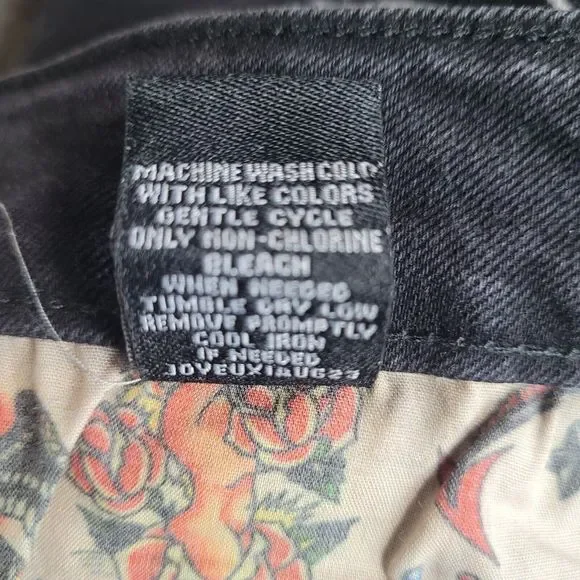 MACHINE WASH COLD
WITH LIKE COLORS
GENTLE CYCLE
ONLY NON-CHLORINE
BLEACH
WHEN NEEDED
TUMBLE DRY LOW
REMOVE PROMPTLY
COOL IRON
IF NEEDED
JOYEUXIAUG23